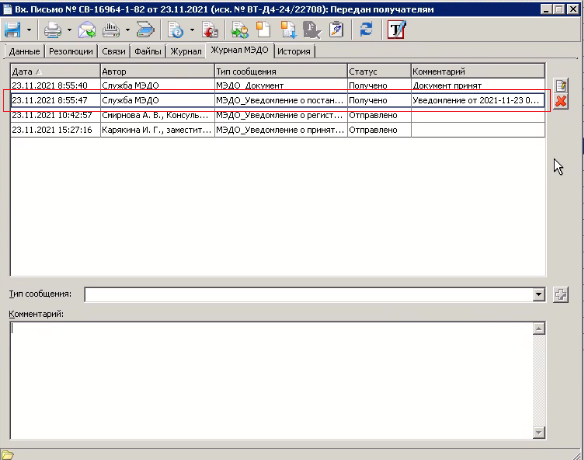 Вх. Письмо № СВ-16964-1-82 от 23.11.2021 (исх. № ВТ-Д4-24/22708): Передан получателям
Данные Резолюции Связи Файлы Журнал Журнал МЭДО История
Дата / Автор Тип сообщения Статус Комментарий
23.11.2021 8:55:40 Служба МЭДО МЭДО_Документ Получено Документ принят
23.11.2021 8:55:47 Служба МЭДО МЭДО_Уведомление о постан... Получено Уведомление от 2021-11-23 0...
23.11.2021 10:42:57 Смирнова А. В., Консуль... МЭДО_Уведомление о регист... Отправлено
23.11.2021 15:27:16 Карякина И. Г., заместит... МЭДО_Уведомление о принят... Отправлено
Тип сообщения:
Комментарий: